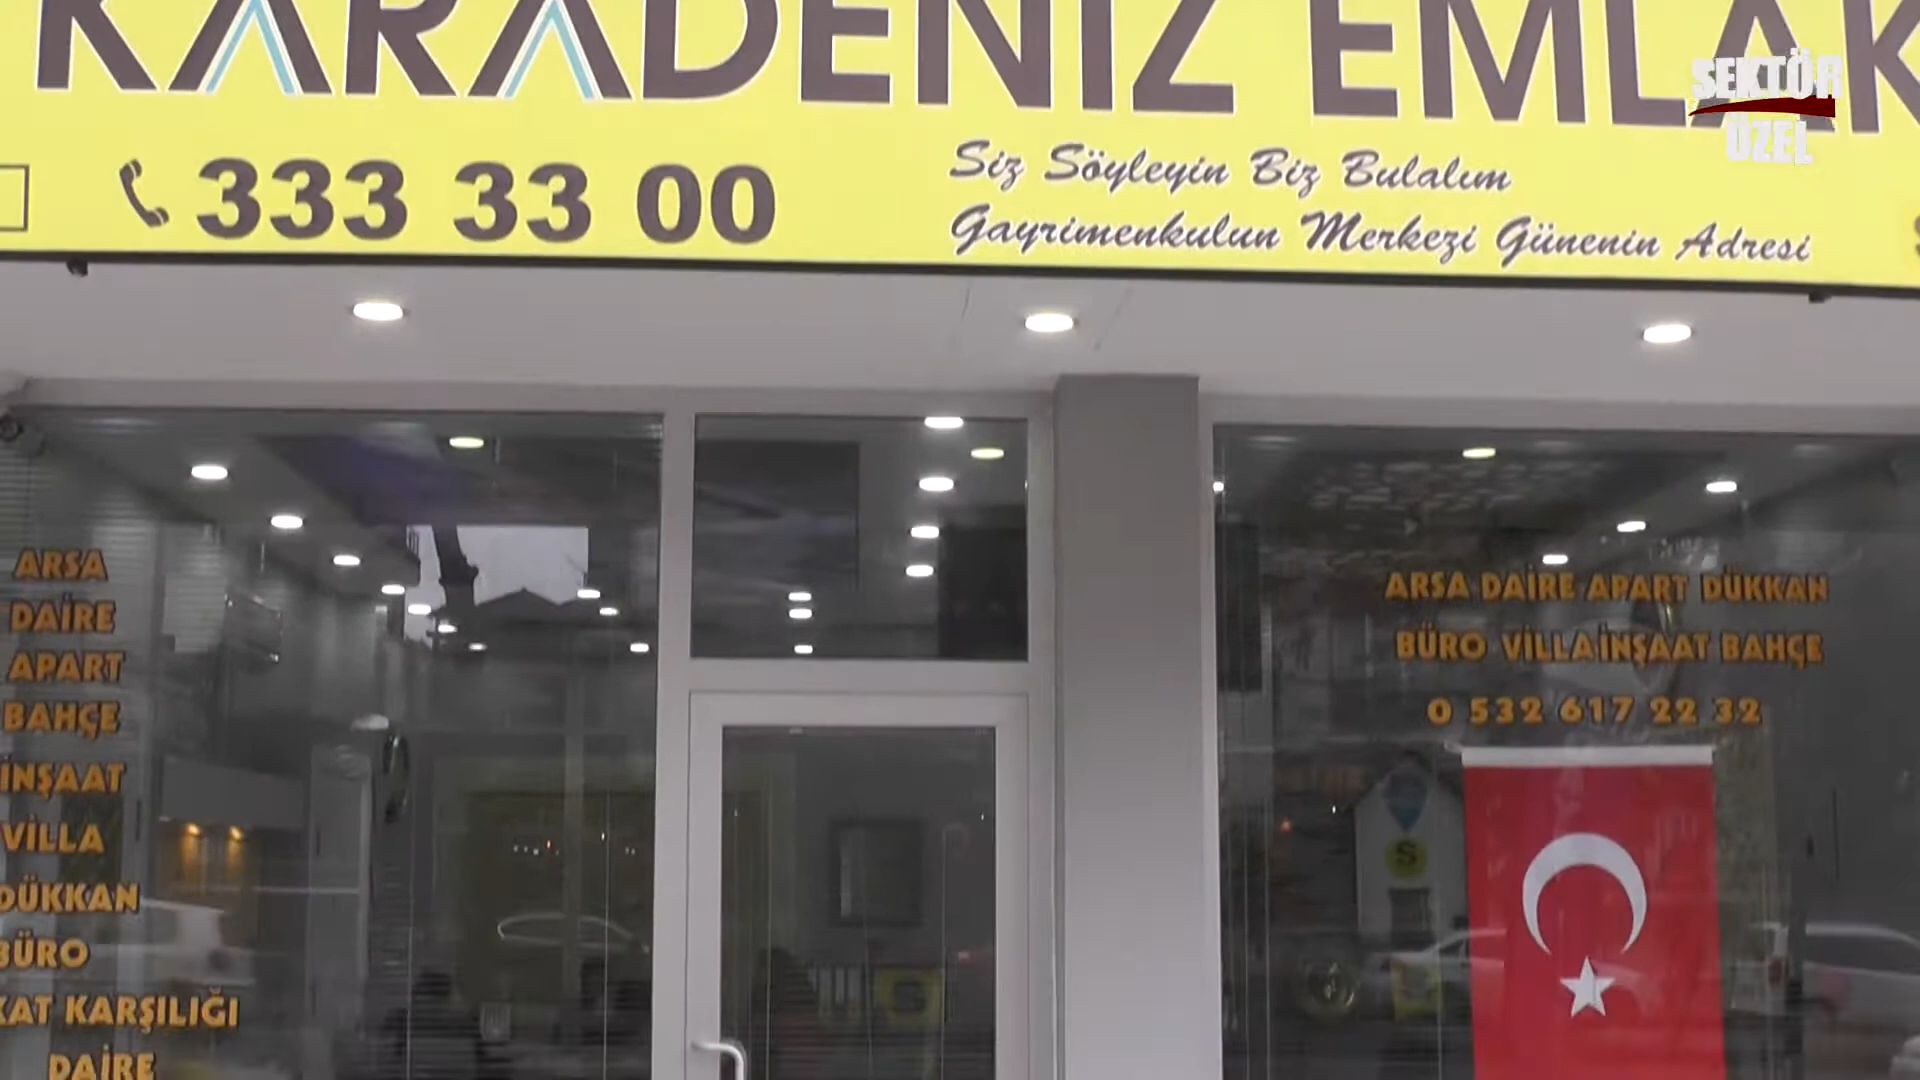 KARADENİZ EMLAK
333 33 00
Siz Söyleyin Biz Bulalım
Gayrimenkulun Merkezi Günenin Adresi
SEKTÖR
ÖZEL
ARSA
DAİRE
APART
BAHÇE
İNŞAAT
VİLLA
DÜKKAN
BÜRO
KAT KARŞILIĞI
DAİRE
ARSA DAİRE APART DÜKKAN
BÜRO VİLLA İNŞAAT BAHÇE
0 532 617 22 32
S